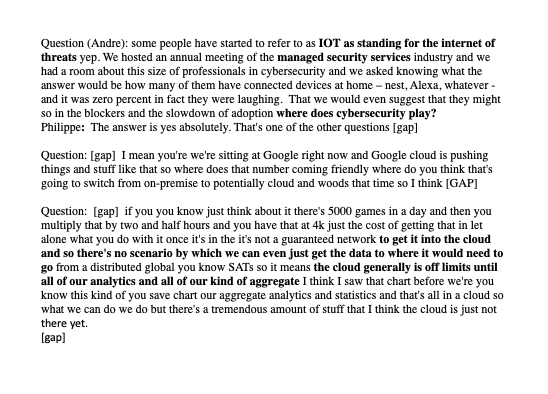 Question (Andre): some people have started to refer to as IOT as standing for the internet of
threats yep. We hosted an annual meeting of the managed security services industry and we
had a room about this size of professionals in cybersecurity and we asked knowing what the
answer would be how many of them have connected devices at home – nest, Alexa, whatever -
and it was zero percent in fact they were laughing.  That we would even suggest that they might
so in the blockers and the slowdown of adoption where does cybersecurity play?
Philippe:  The answer is yes absolutely. That's one of the other questions [gap]
Question: [gap]  I mean you're we're sitting at Google right now and Google cloud is pushing
things and stuff like that so where does that number coming friendly where do you think that's
going to switch from on-premise to potentially cloud and woods that time so I think [GAP]
Question:  [gap]  if you you know just think about it there's 5000 games in a day and then you
multiply that by two and half hours and you have that at 4k just the cost of getting that in let
alone what you do with it once it's in the it's not a guaranteed network to get it into the cloud
and so there's no scenario by which we can even just get the data to where it would need to
go from a distributed global you know SATs so it means the cloud generally is off limits until
all of our analytics and all of our kind of aggregate I think I saw that chart before we're you
know this kind of you save chart our aggregate analytics and statistics and that's all in a cloud so
what we can do we do but there's a tremendous amount of stuff that I think the cloud is just not
there yet.
[gap]